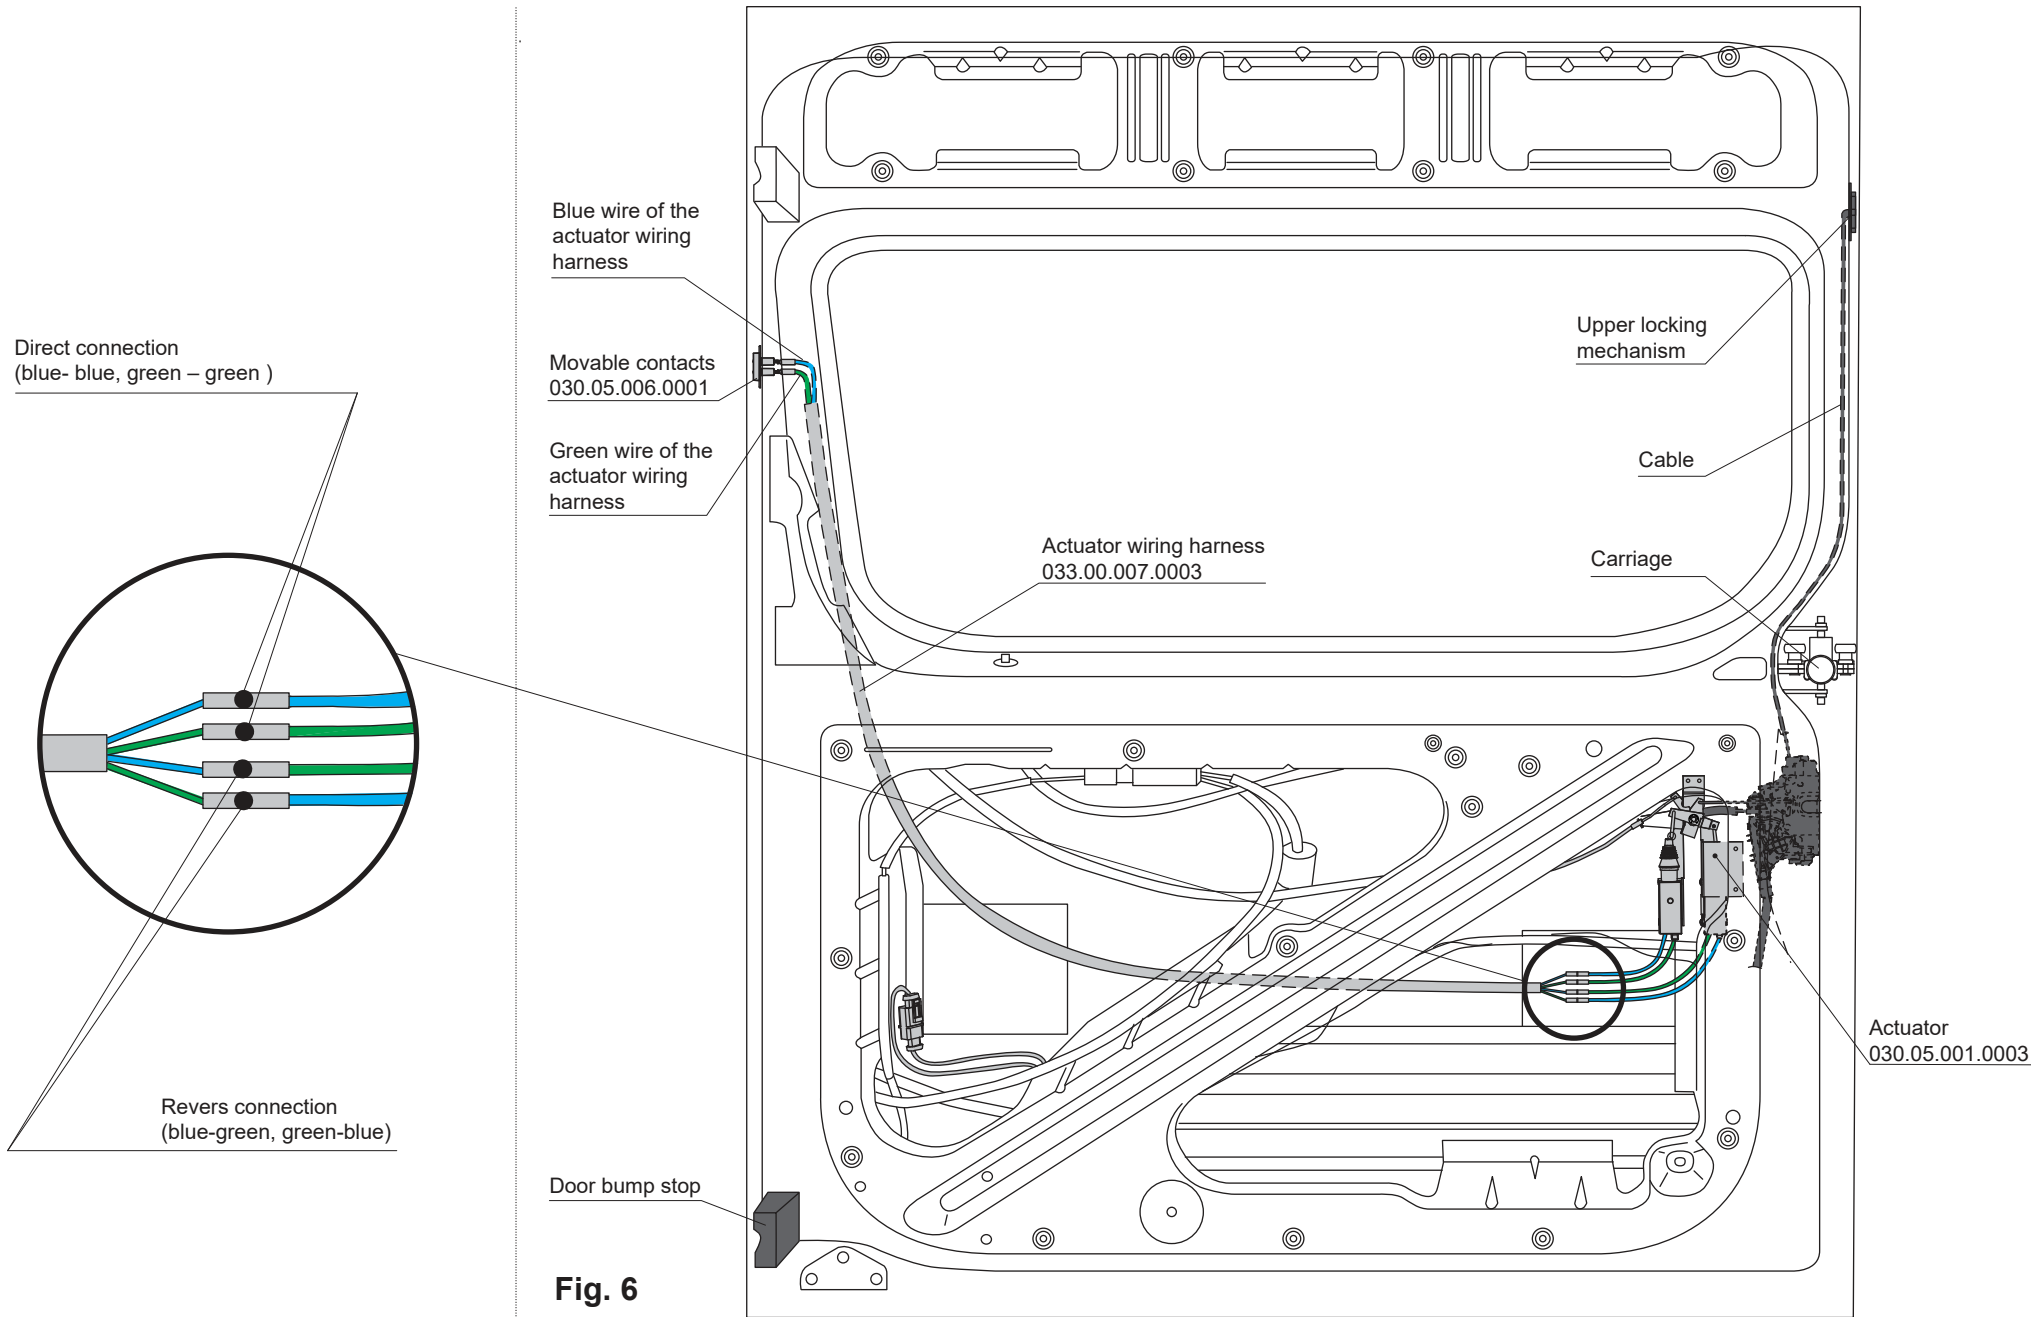 Direct connection
(blue- blue, green – green )
Revers connection
(blue-green, green-blue)
Blue wire of the
actuator wiring
harness
Movable contacts
030.05.006.0001
Green wire of the
actuator wiring
harness
Actuator wiring harness
033.00.007.0003
Upper locking
mechanism
Cable
Carriage
Actuator
030.05.001.0003
Door bump stop
Fig. 6